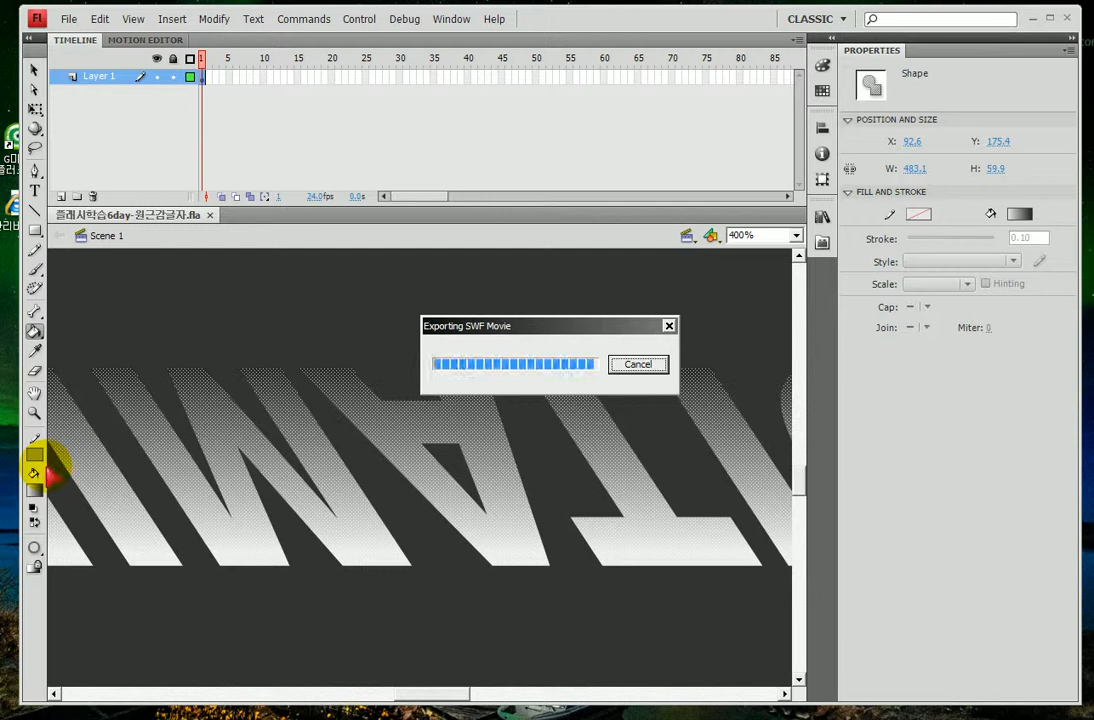 Fl File Edit View Insert Modify Text Commands Control Debug Window Help CLASSIC
TIMELINE MOTION EDITOR
PROPERTIES
1 5 10 15 20 25 30 35 40 45 50 55 60 65 70 75 80 85
Layer 1
Shape
POSITION AND SIZE
X: 92.6 Y: 175.4
W: 483.1 H: 59.9
FILL AND STROKE
1 24.0fps 0.0s
플래시학습6day-원근감글자.fla
Scene 1
400%
Stroke: 0.10
Style:
Scale: Hinting
Cap:
Join: Miter: 0
Exporting SWF Movie
Cancel
T